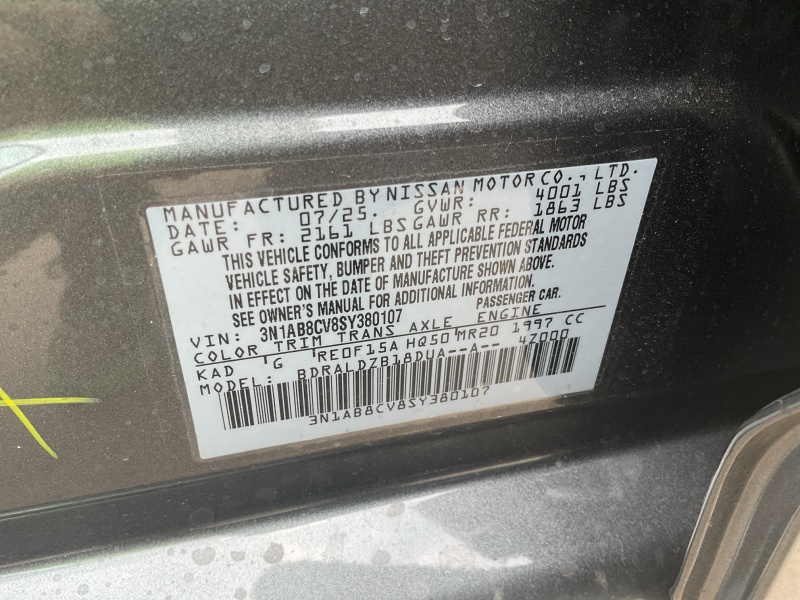 MANUFACTURED BY NISSAN MOTOR CO., LTD.
DATE: 07/25. GVWR: 4001 LBS
GAWR FR: 2161 LBS GAWR RR: 1863 LBS
THIS VEHICLE CONFORMS TO ALL APPLICABLE FEDERAL MOTOR
VEHICLE SAFETY, BUMPER AND THEFT PREVENTION STANDARDS
IN EFFECT ON THE DATE OF MANUFACTURE SHOWN ABOVE.
SEE OWNER'S MANUAL FOR ADDITIONAL INFORMATION.
VIN: 3N1AB8CV8SY380107 PASSENGER CAR.
COLOR TRIM TRANS AXLE ENGINE
KAD G RE0F15A HQ50 MR20 1997 CC
MODEL: BDRALDZB18DUA--A-- 4Z000
3N1AB8CV8SY380107